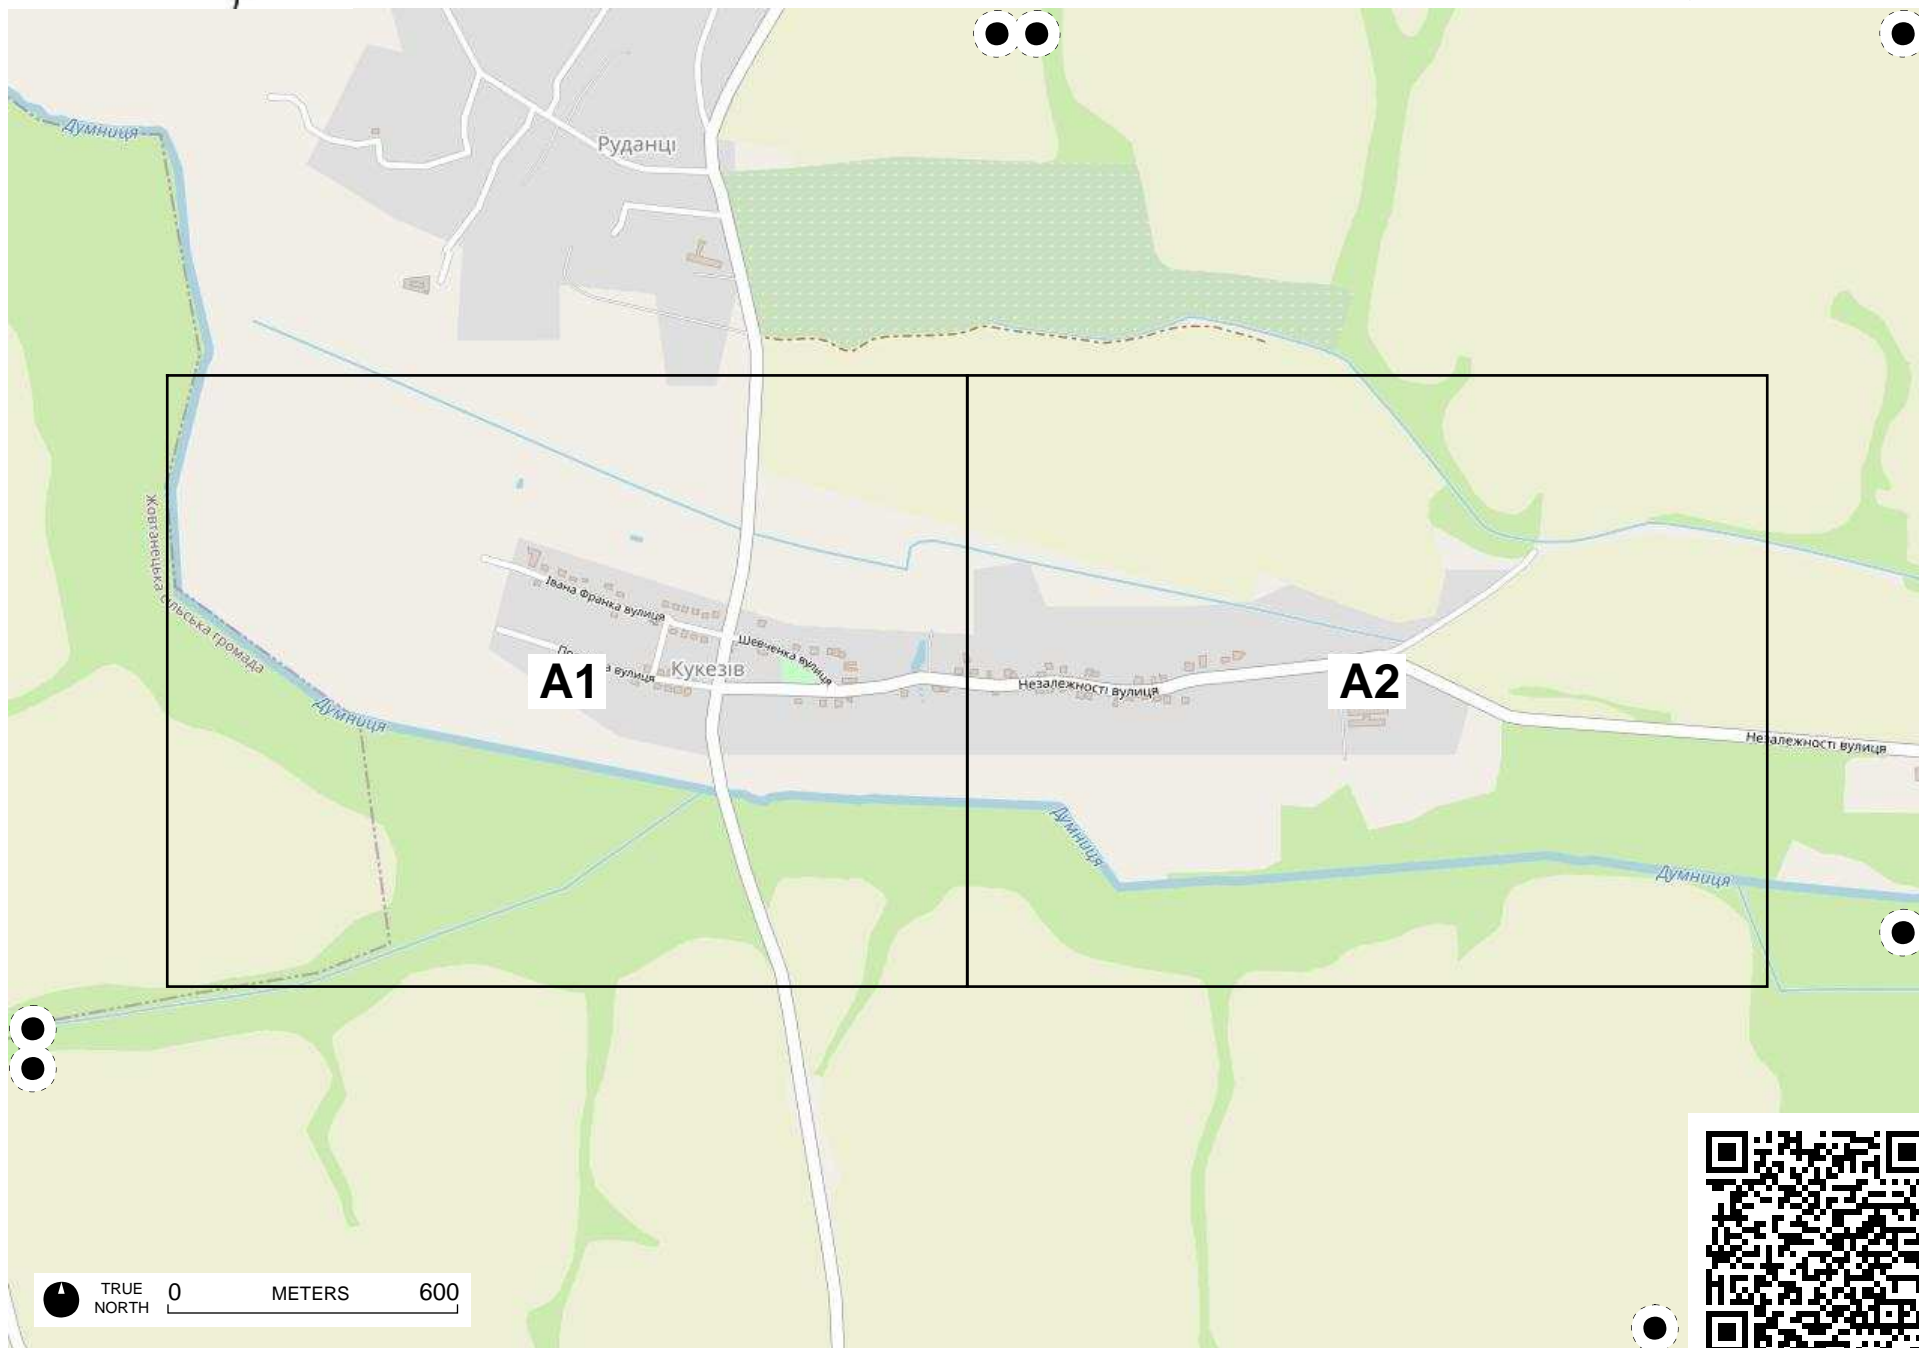 Думниця
Руданці
Жовтанецька сільська громада
Івана Франка вулиця
Шевченка вулиця
вулиця
Кукезів
A1
A2
Незалежності вулиця
Незалежності вулиця
Думниця
Думниця
Думниця
TRUE
NORTH
0 METERS 600